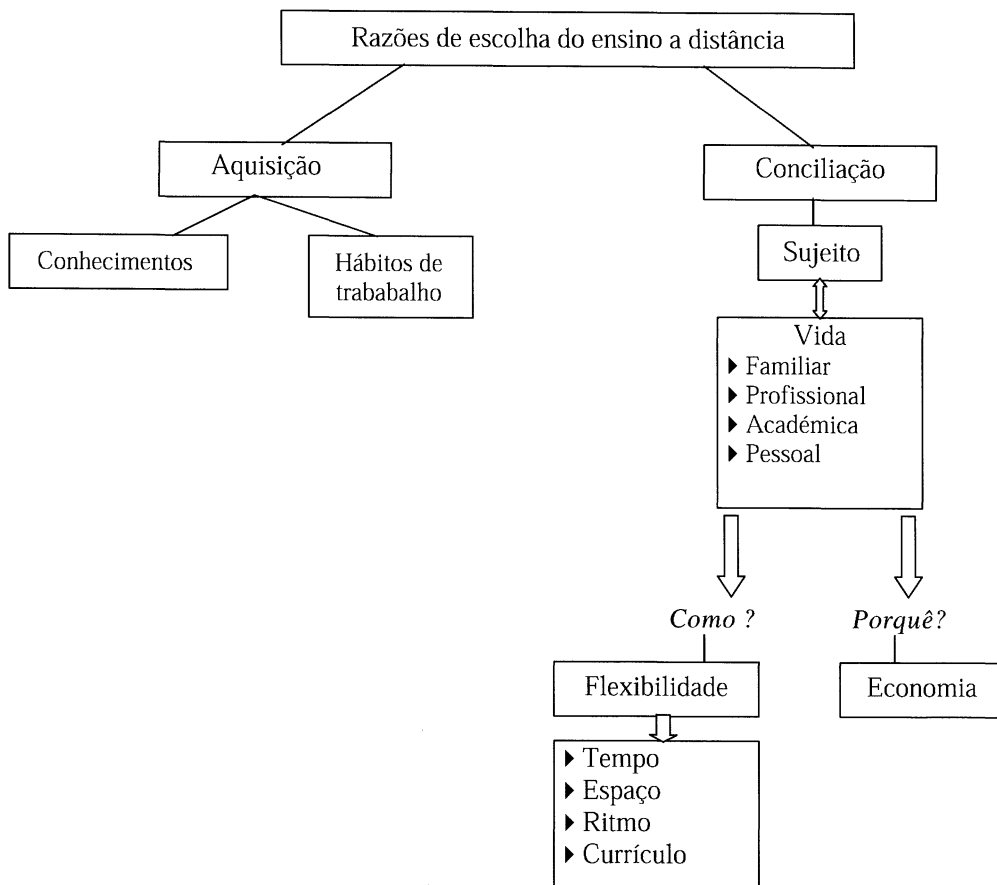 Razões de escolha do ensino a distância
Aquisição
Conciliação
Conhecimentos
Hábitos de
trababalho
Sujeito
Vida
Familiar
Profissional
Académica
Pessoal
Como ?
Porquê?
Flexibilidade
Economia
Tempo
Espaço
Ritmo
Currículo